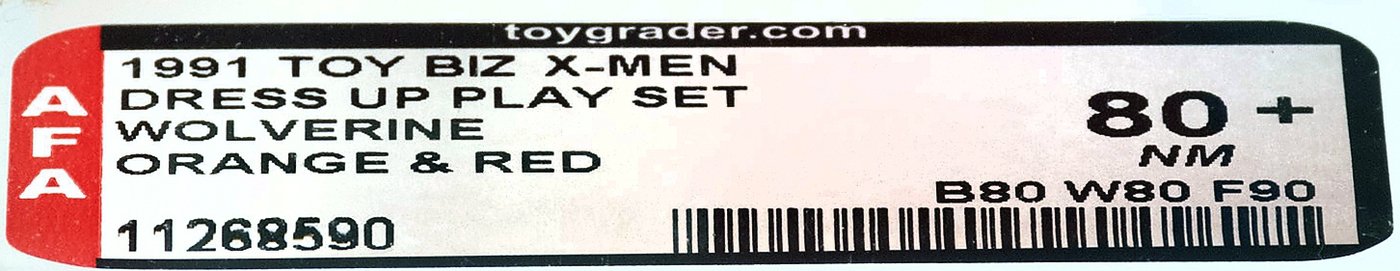 toygrader.com
AFA
1991 TOY BIZ X-MEN
DRESS UP PLAY SET
WOLVERINE
ORANGE & RED
11268590
80+
NM
B80 W80 F90